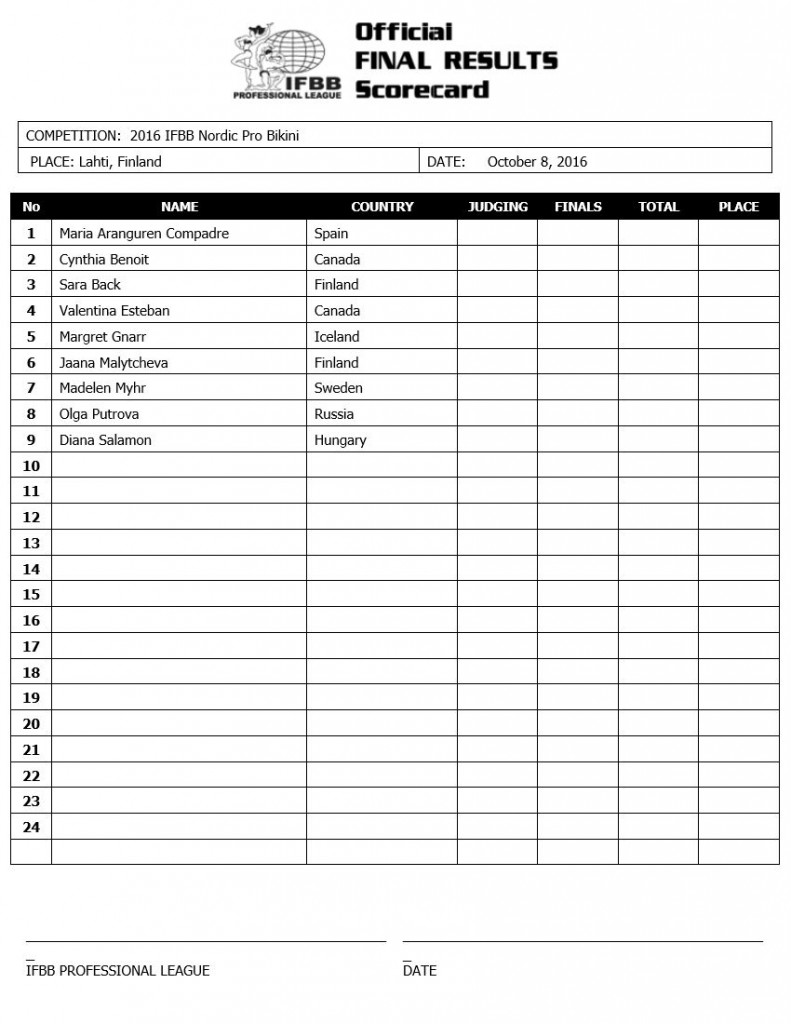 Official
FINAL RESULTS
Scorecard
IFBB
PROFESSIONAL LEAGUE
COMPETITION: 2016 IFBB Nordic Pro Bikini
PLACE: Lahti, Finland DATE: October 8, 2016
No NAME COUNTRY JUDGING FINALS TOTAL PLACE
1 Maria Aranguren Compadre Spain
2 Cynthia Benoit Canada
3 Sara Back Finland
4 Valentina Esteban Canada
5 Margret Gnarr Iceland
6 Jaana Malytcheva Finland
7 Madelen Myhr Sweden
8 Olga Putrova Russia
9 Diana Salamon Hungary
10
11
12
13
14
15
16
17
18
19
20
21
22
23
24
IFBB PROFESSIONAL LEAGUE DATE